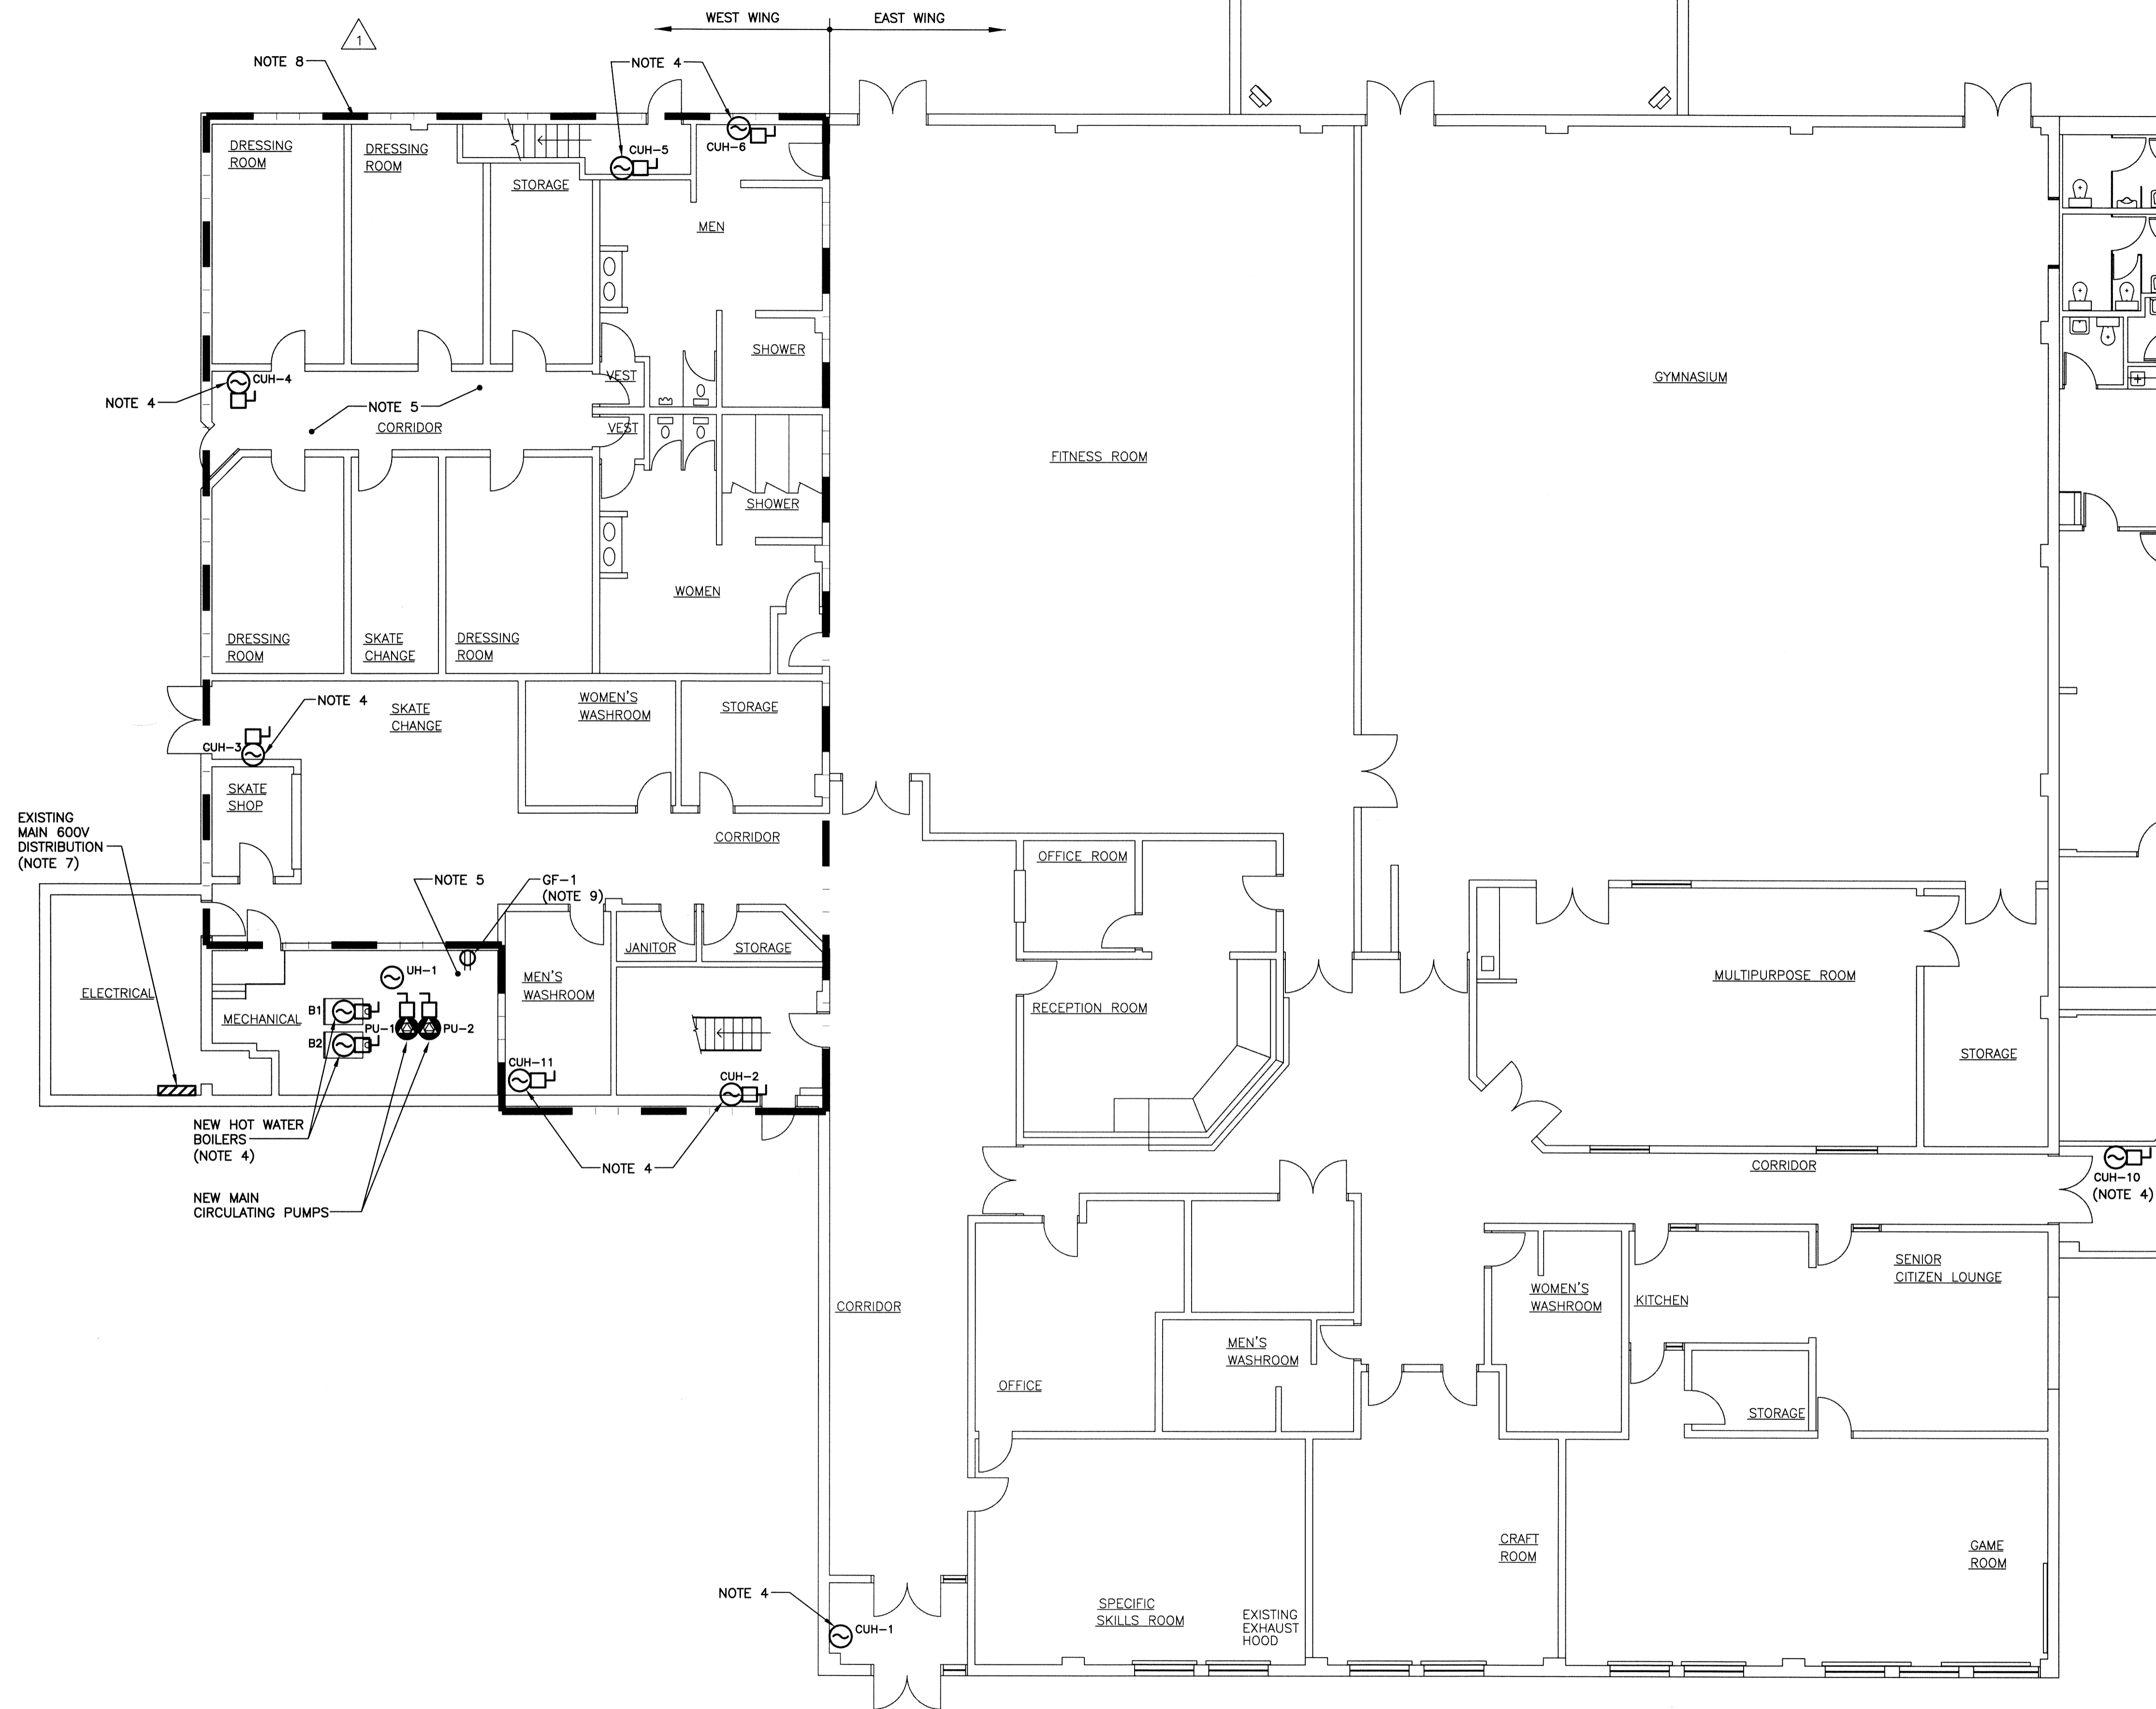 WEST WING
EAST WING
1
NOTE 8
NOTE 4
DRESSING
ROOM
DRESSING
ROOM
STORAGE
CUH-5
CUH-6
MEN
SHOWER
VEST
CUH-4
NOTE 4
NOTE 5
CORRIDOR
VEST
SHOWER
FITNESS ROOM
GYMNASIUM
WOMEN
DRESSING
ROOM
SKATE
CHANGE
DRESSING
ROOM
NOTE 4
SKATE
CHANGE
WOMEN'S
WASHROOM
STORAGE
CUH-3
SKATE
SHOP
EXISTING
MAIN 600V
DISTRIBUTION
(NOTE 7)
CORRIDOR
OFFICE ROOM
NOTE 5
GF-1
(NOTE 9)
JANITOR
STORAGE
UH-1
MEN'S
WASHROOM
ELECTRICAL
MECHANICAL
B1
B2
PU-1
PU-2
CUH-11
CUH-2
RECEPTION ROOM
MULTIPURPOSE ROOM
STORAGE
NEW HOT WATER
BOILERS
(NOTE 4)
NOTE 4
NEW MAIN
CIRCULATING PUMPS
CORRIDOR
CUH-10
(NOTE 4)
CORRIDOR
SENIOR
CITIZEN LOUNGE
WOMEN'S
WASHROOM
KITCHEN
MEN'S
WASHROOM
OFFICE
STORAGE
CRAFT
ROOM
GAME
ROOM
NOTE 4
CUH-1
SPECIFIC
SKILLS ROOM
EXISTING
EXHAUST
HOOD